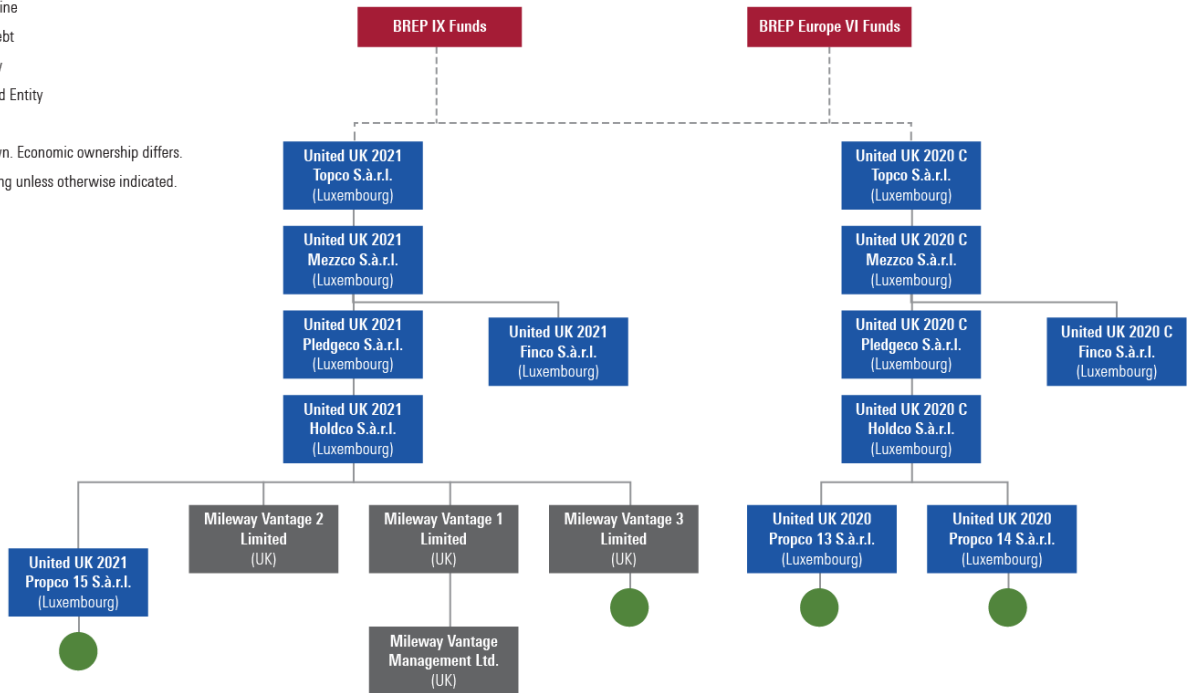 BREP IX Funds
BREP Europe VI Funds
ine
ebt
y
d Entity
wn. Economic ownership differs.
ng unless otherwise indicated.
United UK 2021
Topco S.à.r.l.
(Luxembourg)
United UK 2020 C
Topco S.à.r.l.
(Luxembourg)
United UK 2021
Mezzco S.à.r.l.
(Luxembourg)
United UK 2020 C
Mezzco S.à.r.l.
(Luxembourg)
United UK 2021
Pledgeco S.à.r.l.
(Luxembourg)
United UK 2021
Finco S.à.r.l.
(Luxembourg)
United UK 2020 C
Pledgeco S.à.r.l.
(Luxembourg)
United UK 2020 C
Finco S.à.r.l.
(Luxembourg)
United UK 2021
Holdco S.à.r.l.
(Luxembourg)
United UK 2020 C
Holdco S.à.r.l.
(Luxembourg)
United UK 2021
Propco 15 S.à.r.l.
(Luxembourg)
Mileway Vantage 2
Limited
(UK)
Mileway Vantage 1
Limited
(UK)
Mileway Vantage 3
Limited
(UK)
United UK 2020
Propco 13 S.à.r.l.
(Luxembourg)
United UK 2020
Propco 14 S.à.r.l.
(Luxembourg)
Mileway Vantage
Management Ltd.
(UK)